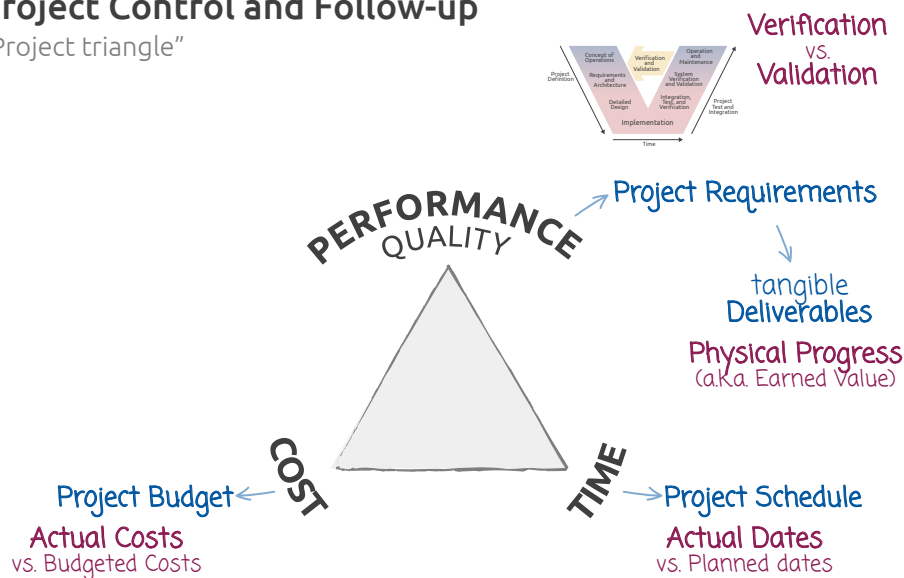 roject Control and Follow-up
Project triangle”
Verification
vs.
Validation
Concept of
Operations
Verification
and
Validation
Operation
and
Maintenance
Project
Definition
Requirements
and
Architecture
System
Verification
and Validation
Detailed
Design
Integration,
Test, and
Verification
Project
Test and
Integration
Implementation
Time
PERFORMANCE
QUALITY
Project Requirements
tangible
Deliverables
Physical Progress
(a.k.a. Earned Value)
COST
TIME
Project Budget
Actual Costs
vs. Budgeted Costs
Project Schedule
Actual Dates
vs. Planned dates